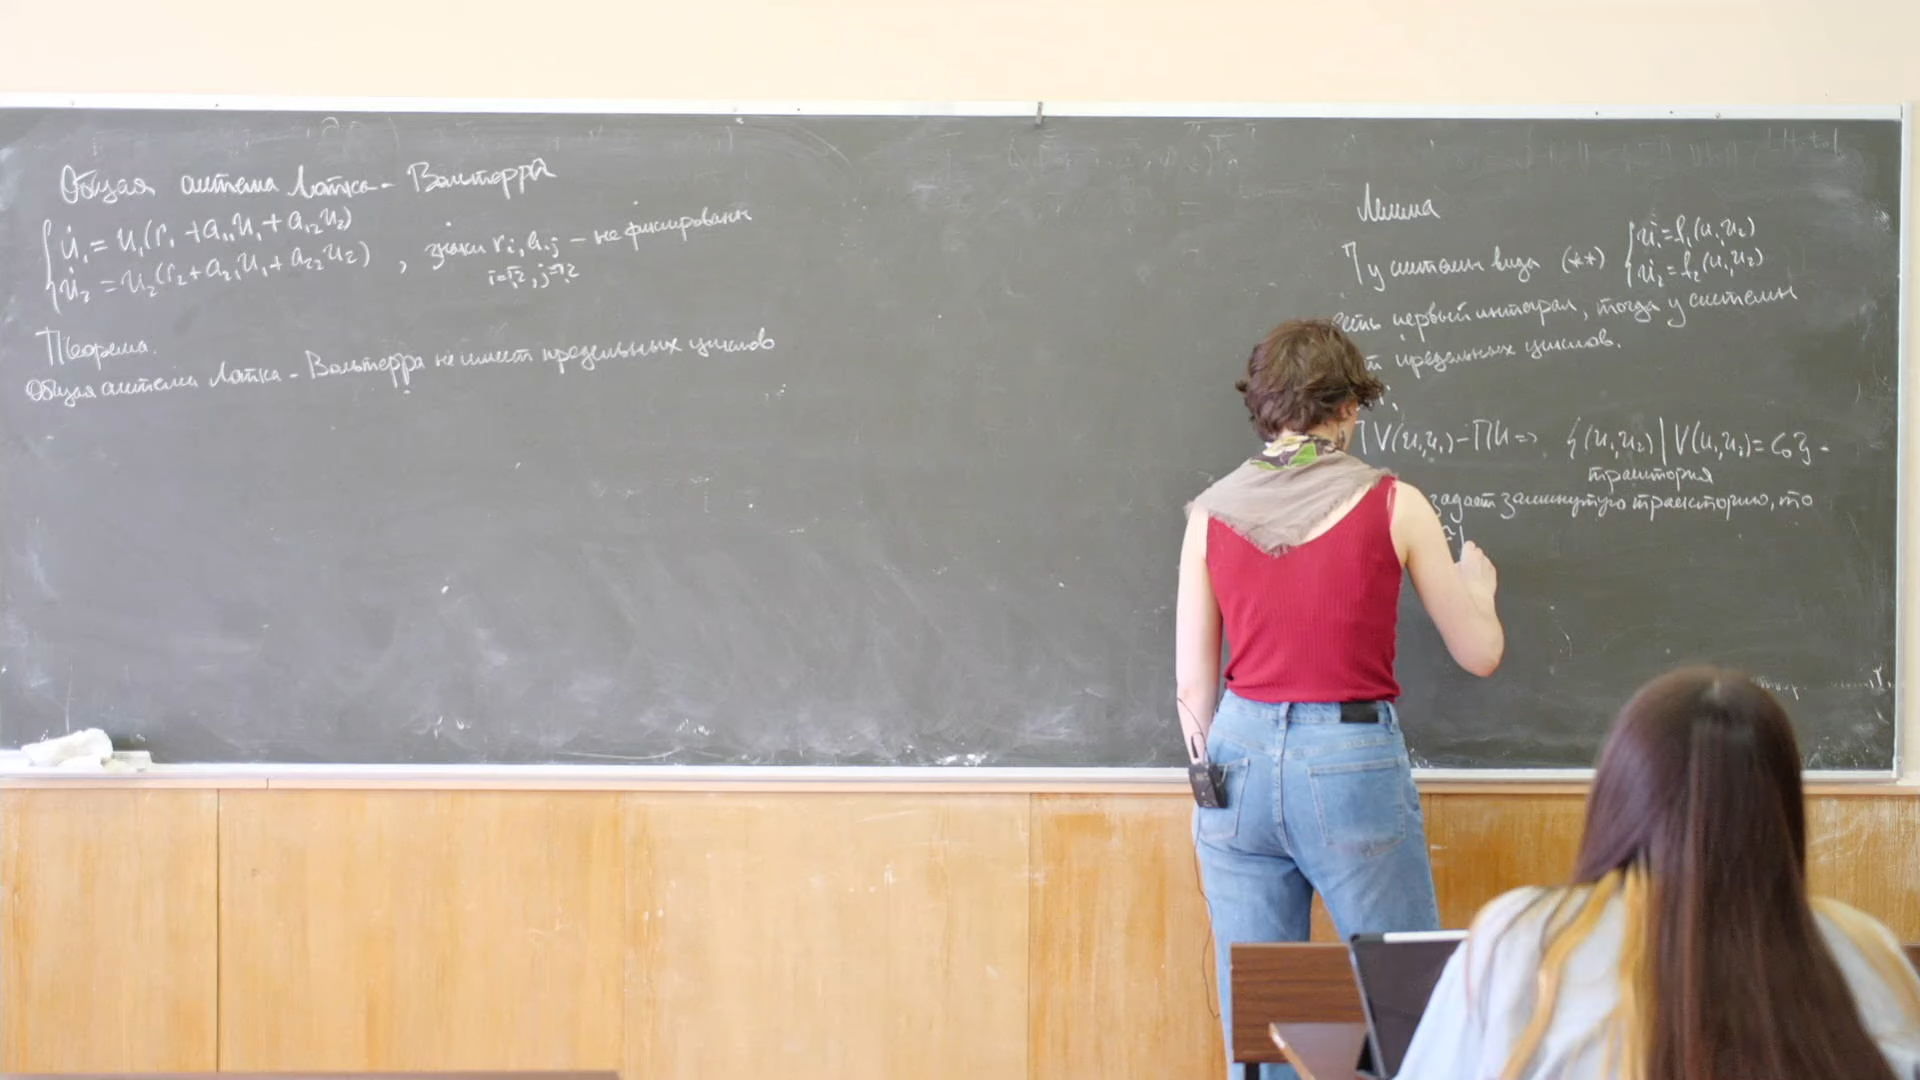 Общая система Лотка - Вольтерра
u̇₁ = u₁(r₁ + a₁₁u₁ + a₁₂u₂)
u̇₂ = u₂(r₂ + a₂₁u₁ + a₂₂u₂) , знаки rᵢ, aᵢⱼ - не фиксированы
i=1,2, j=1,2
Теорема.
Общая система Лотка - Вольтерра не имеет предельных циклов
Лемма
] у системы вида (**) { u̇₁ = f₁(u₁,u₂)
u̇₂ = f₂(u₁,u₂)
есть первый интеграл, тогда у системы
предельных циклов.
] V(u₁,u₂) - ПИ => {(u₁,u₂) | V(u₁,u₂) = C₀} -
траектория
задает замкнутую траекторию, то